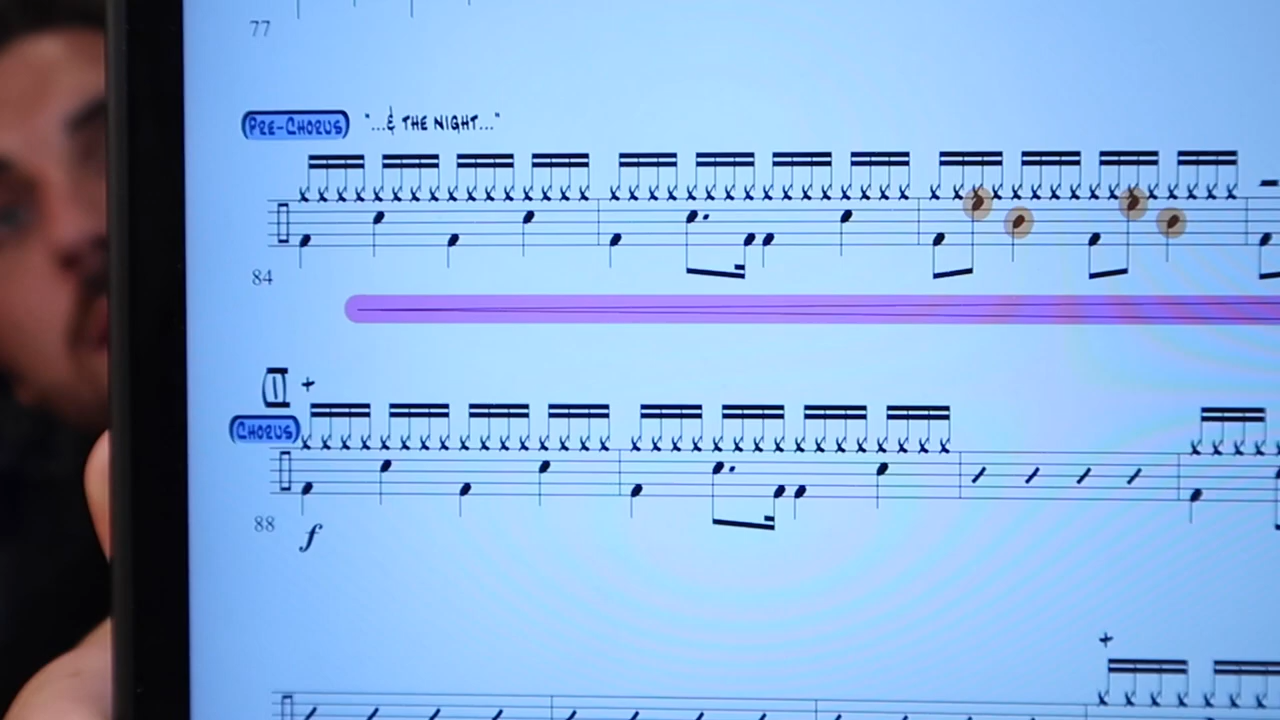 77
PRE-CHORUS "...& THE NIGHT..."
84
1 +
CHORUS
88 f
+